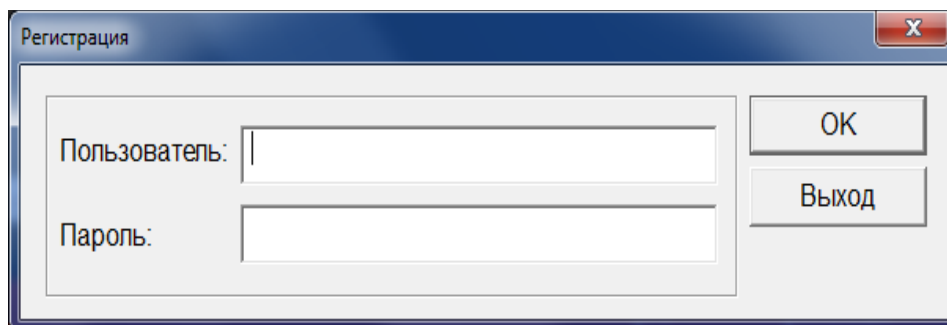 Регистрация
x
Пользователь:
OK
Пароль:
Выход